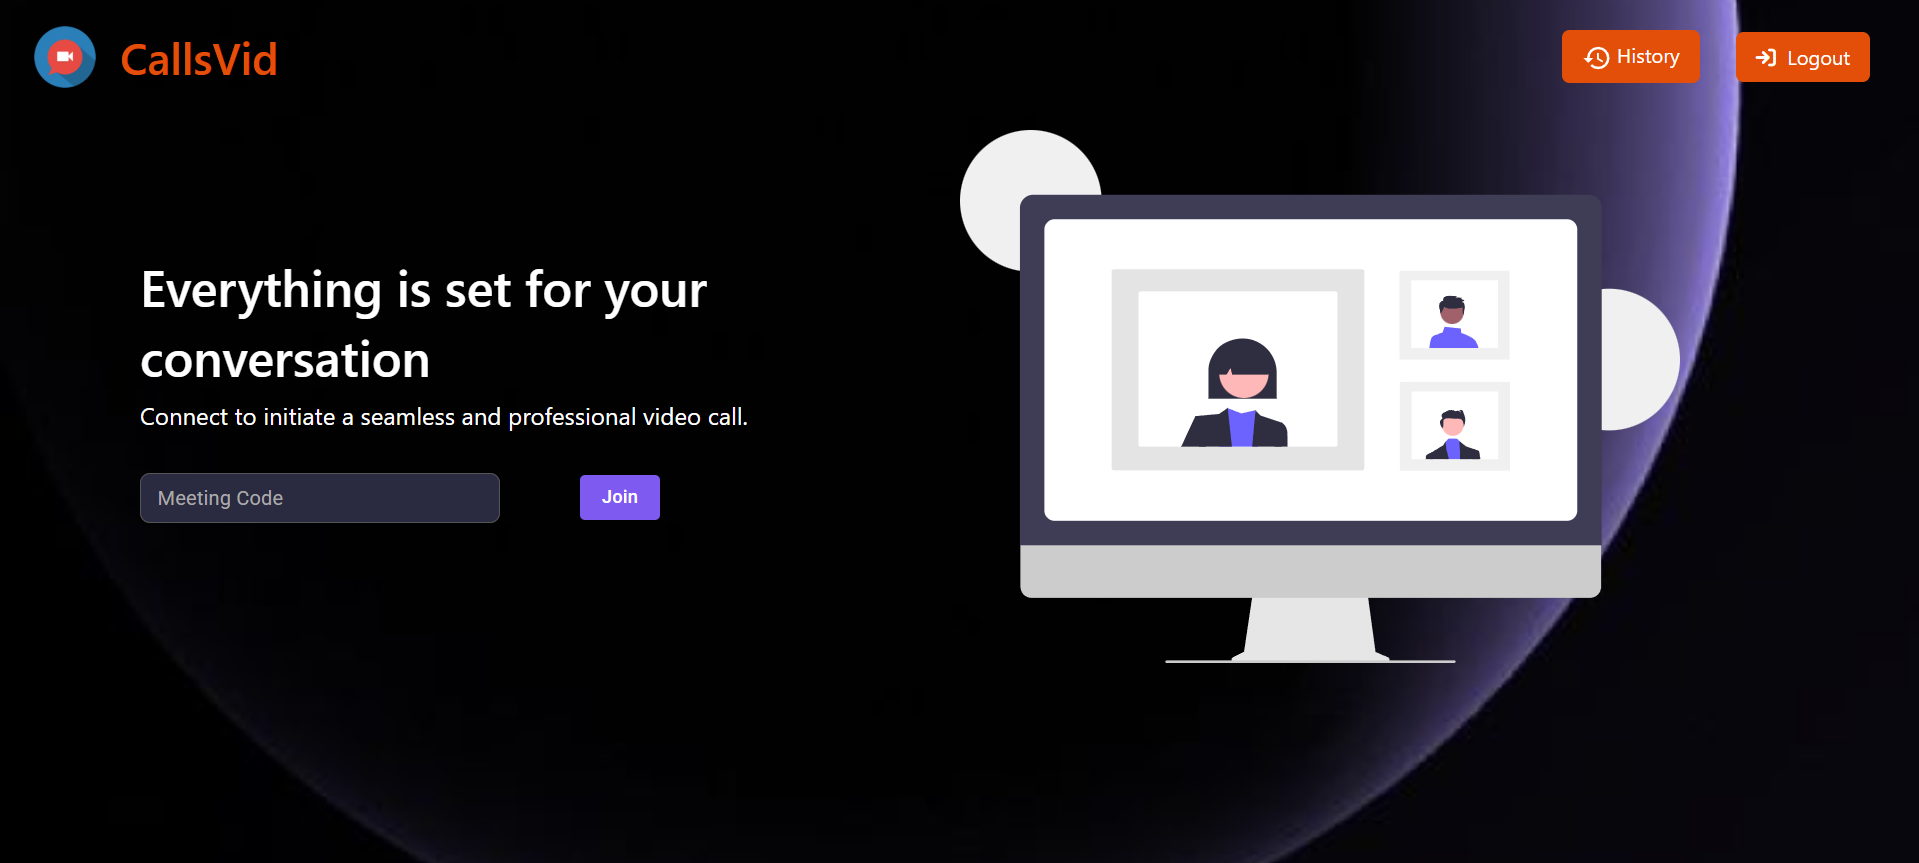 CallsVid
History
Logout
Everything is set for your
conversation
Connect to initiate a seamless and professional video call.
Meeting Code
Join